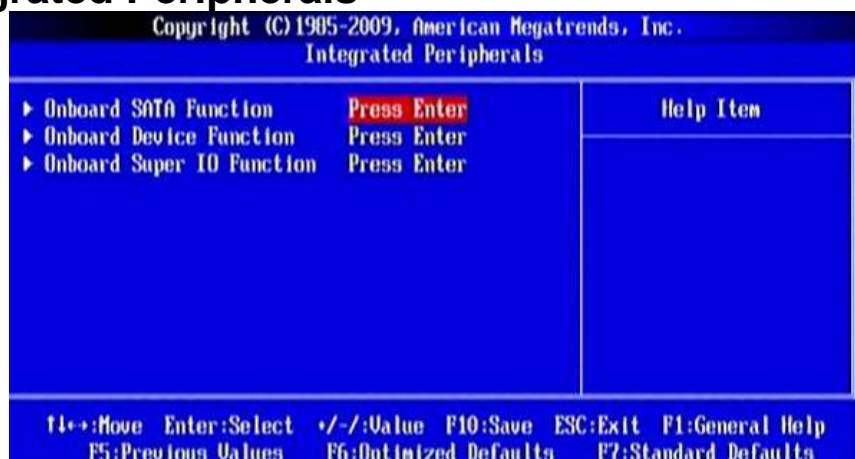 grated Peripherals
Copyright (C)1985-2009, American Megatrends, Inc.
Integrated Peripherals
▶ Onboard SATA Function Press Enter
Help Item
▶ Onboard Device Function Press Enter
▶ Onboard Super IO Function Press Enter
↑↓←→:Move Enter:Select +/-/:Value F10:Save ESC:Exit F1:General Help
F5:Previous Values F6:Optimized Defaults F7:Standard Defaults